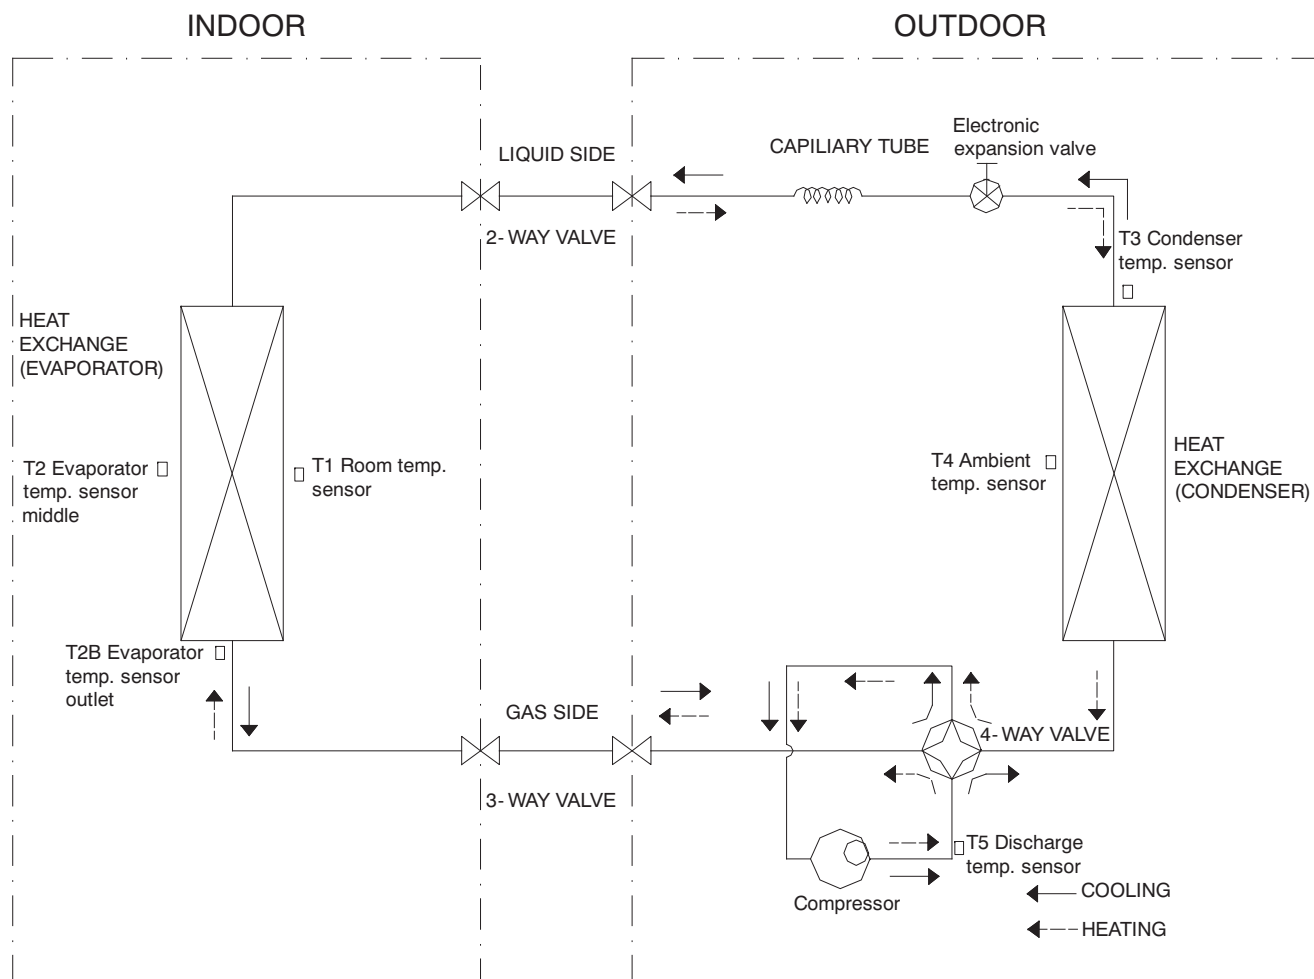 INDOOR
OUTDOOR
Electronic
expansion valve
CAPILIARY TUBE
LIQUID SIDE
2-WAY VALVE
T3 Condenser
temp. sensor
HEAT
EXCHANGE
(EVAPORATOR)
T2 Evaporator
temp. sensor
middle
T1 Room temp.
sensor
T4 Ambient
temp. sensor
HEAT
EXCHANGE
(CONDENSER)
T2B Evaporator
temp. sensor
outlet
GAS SIDE
3-WAY VALVE
4-WAY VALVE
T5 Discharge
temp. sensor
Compressor
COOLING
HEATING